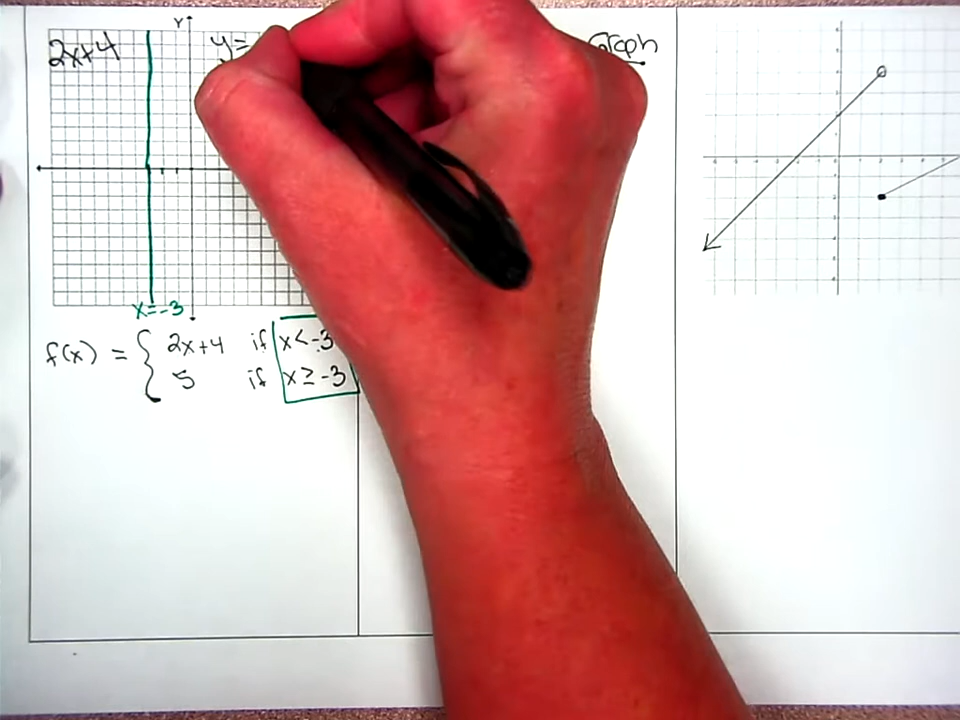 Y
2x+4
y=
Graph
x=-3
f(x) = { 2x+4 if x<-3
5 if x≥-3